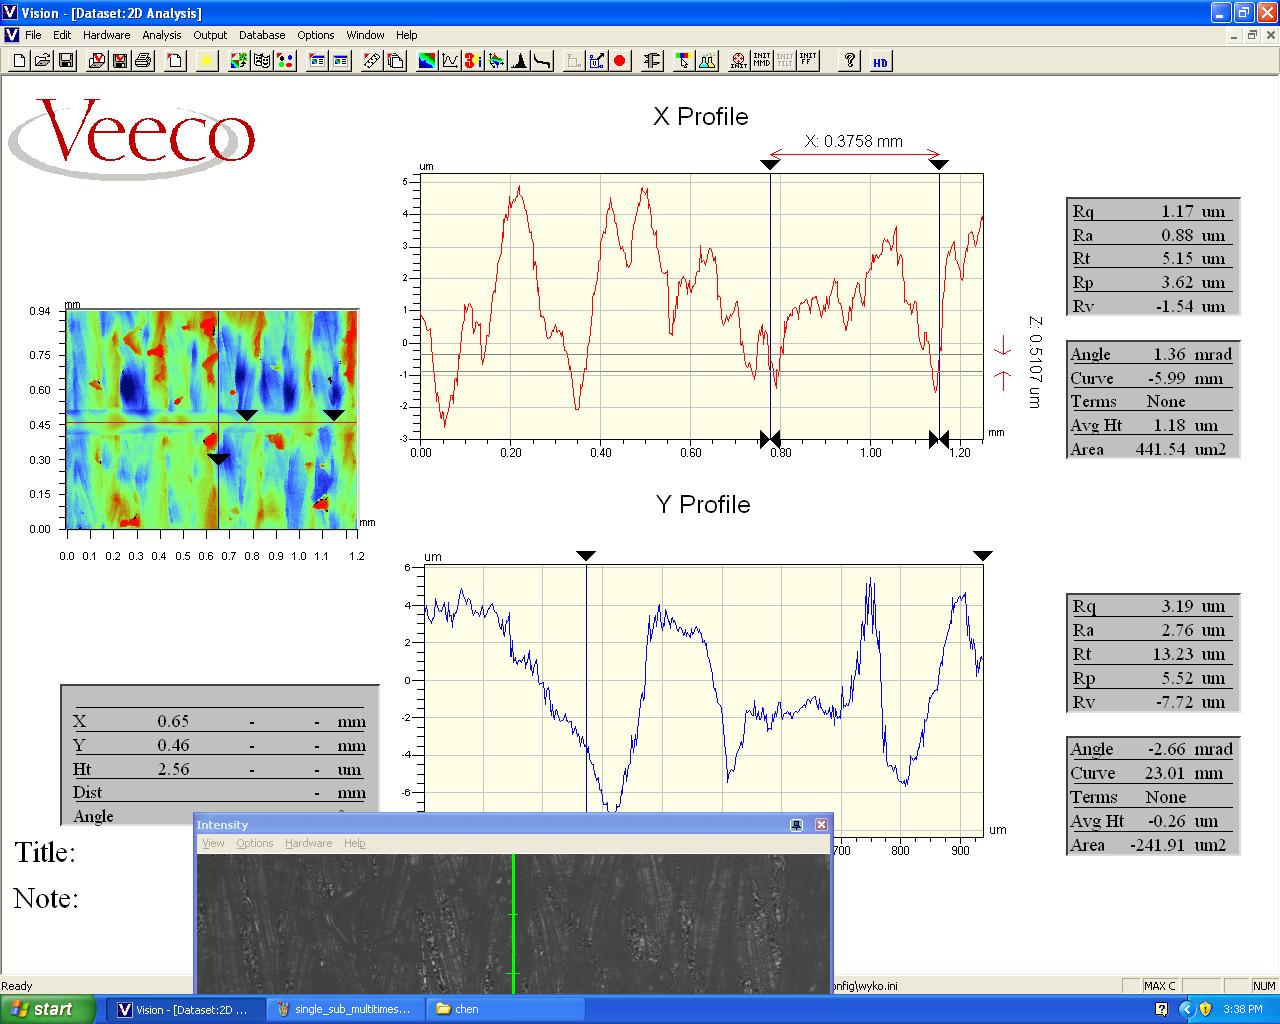 Vision - [Dataset:2D Analysis]
File Edit Hardware Analysis Output Database Options Window Help
INIT INIT MMD INIT TILT INIT FF ? HD
Veeco
X Profile
X: 0.3758 mm
um
5
4
3
2
1
0
-1
-2
-3
0.00 0.20 0.40 0.60 0.80 1.00 1.20
mm
Z: 0.5107 um
Rq 1.17 um
Ra 0.88 um
Rt 5.15 um
Rp 3.62 um
Rv -1.54 um
Angle 1.36 mrad
Curve -5.99 mm
Terms None
Avg Ht 1.18 um
Area 441.54 um2
mm
0.94
0.75
0.60
0.45
0.30
0.15
0.00
mm
0.0 0.1 0.2 0.3 0.4 0.5 0.6 0.7 0.8 0.9 1.0 1.1 1.2
Y Profile
um
6
4
2
0
-2
-4
-6
um
700 800 900
Rq 3.19 um
Ra 2.76 um
Rt 13.23 um
Rp 5.52 um
Rv -7.72 um
Angle -2.66 mrad
Curve 23.01 mm
Terms None
Avg Ht -0.26 um
Area -241.91 um2
X 0.65 - - mm
Y 0.46 - - mm
Ht 2.56 - - um
Dist - mm
Angle
Title:
Note:
Intensity
View Options Hardware Help
Ready
onfig\wyko.ini
MAX C NUM
start
Vision - [Dataset:2D ...
single_sub_multitimes...
chen
3:38 PM